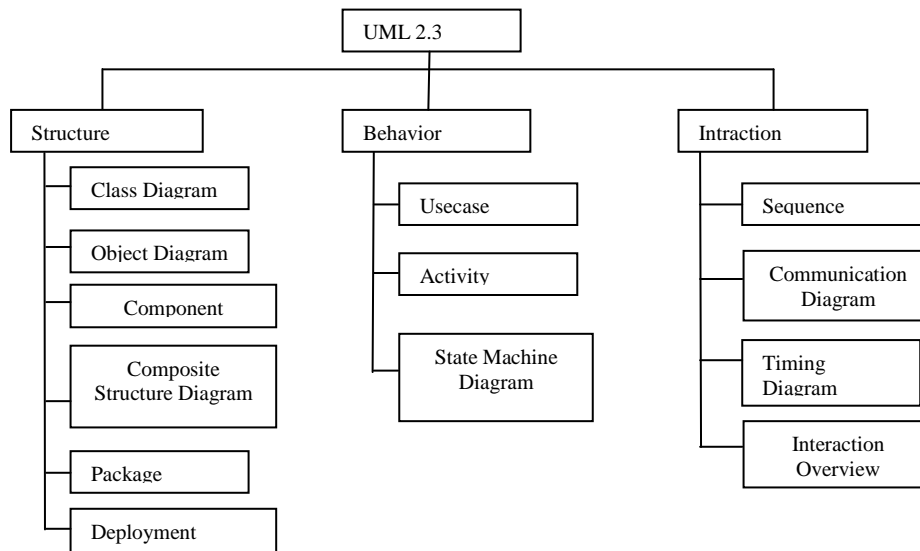 UML 2.3
Structure
Behavior
Intraction
Class Diagram
Object Diagram
Component
Composite
Structure Diagram
Package
Deployment
Usecase
Activity
State Machine
Diagram
Sequence
Communication
Diagram
Timing
Diagram
Interaction
Overview